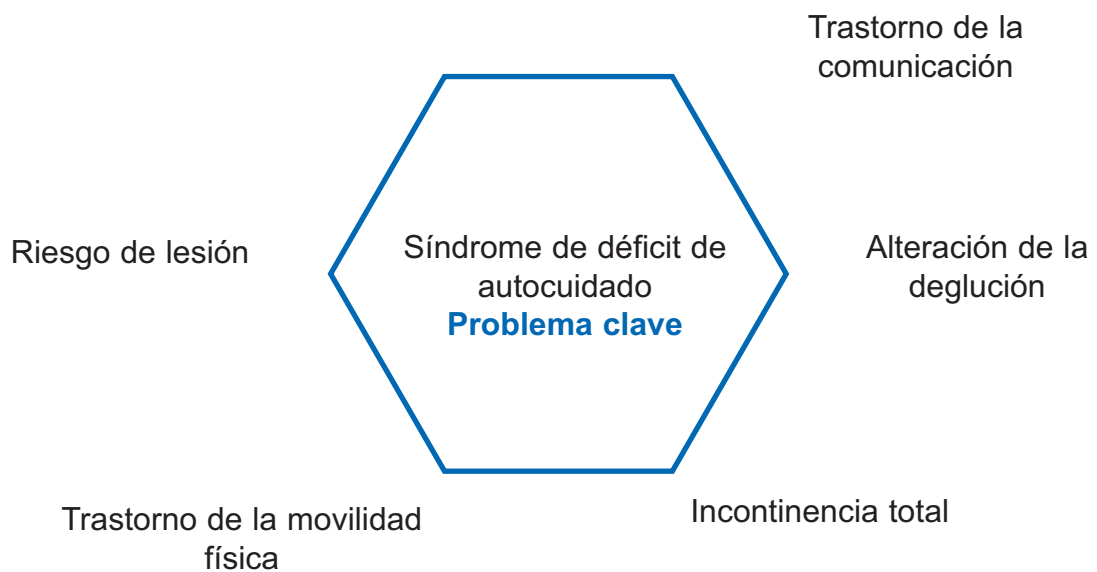 Trastorno de la
comunicación
Riesgo de lesión
Síndrome de déficit de
autocuidado
Problema clave
Alteración de la
deglución
Trastorno de la movilidad
física
Incontinencia total